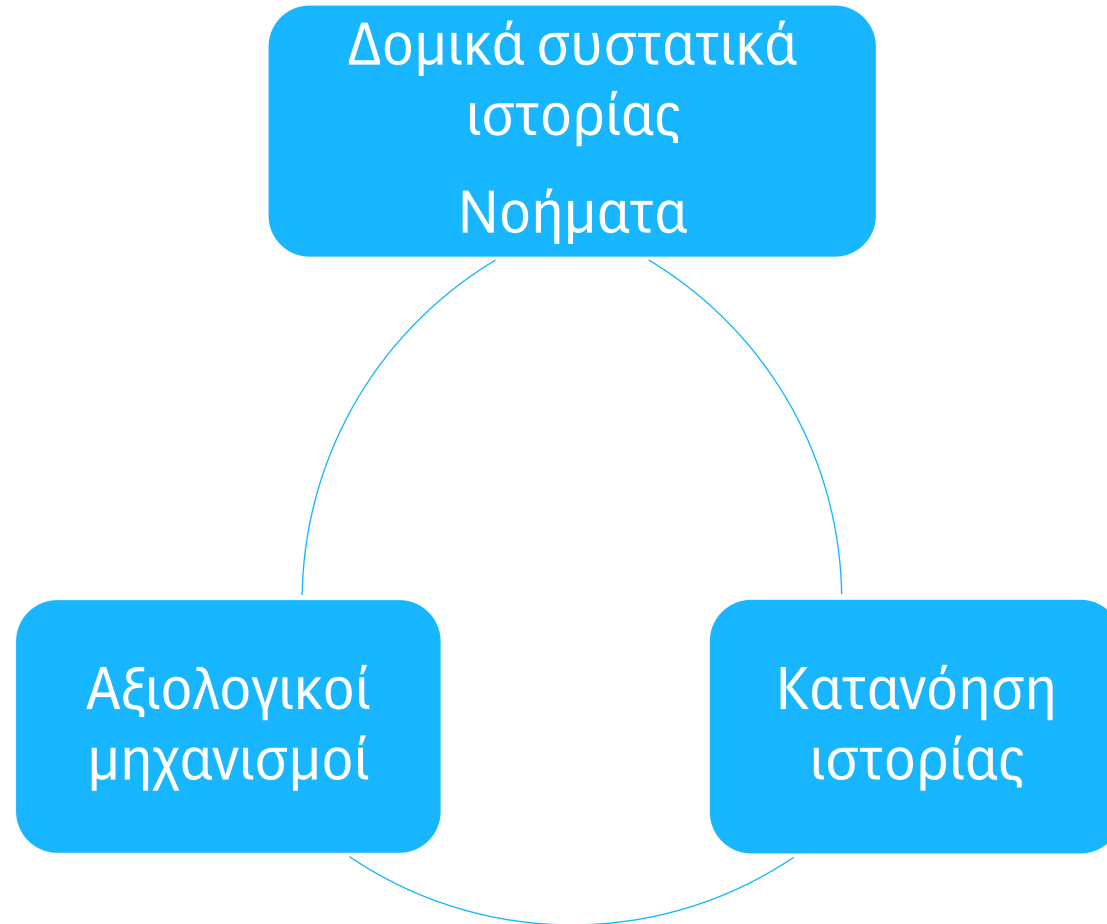 Δομικά συστατικά
ιστορίας
Νοήματα
Αξιολογικοί
μηχανισμοί
Κατανόηση
ιστορίας